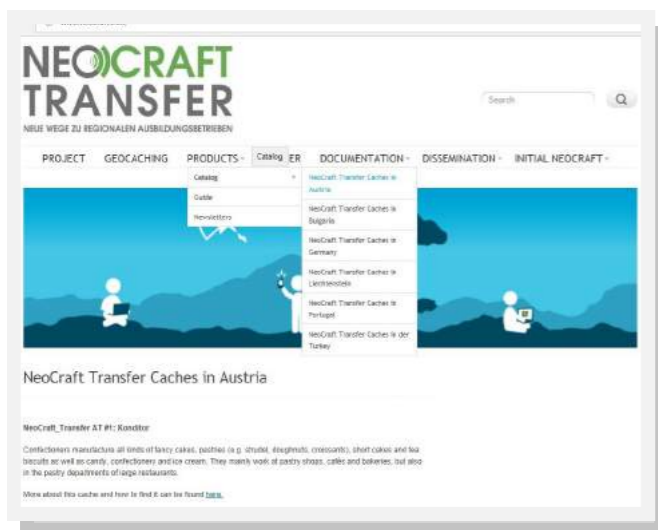 NEOCRAFT
TRANSFER
NEUE WEGE ZU REGIONALEN AUSBILDUNGSBETRIEBEN
Search
PROJECT GEOCACHING PRODUCTS Catalog ER DOCUMENTATION DISSEMINATION INITIAL NEOCRAFT
Catalog
Guide
Newsletters
NeoCraft Transfer Caches in
Austria
NeoCraft Transfer Caches in
Bulgaria
NeoCraft Transfer Caches in
Germany
NeoCraft Transfer Caches in
Liechtenstein
NeoCraft Transfer Caches in
Portugal
NeoCraft Transfer Caches in der
Turkey
NeoCraft Transfer Caches in Austria
NeoCraft_Transfer AT #1: Konditor
Confectioners manufacture all kinds of fancy cakes, pastries (e.g. strudel, doughnuts, croissants), short cakes and tea
biscuits as well as candy, confectionery and ice cream. They mainly work at pastry shops, cafés and bakeries, but also
in the pastry departments of large restaurants.
More about this cache and how to find it can be found here.